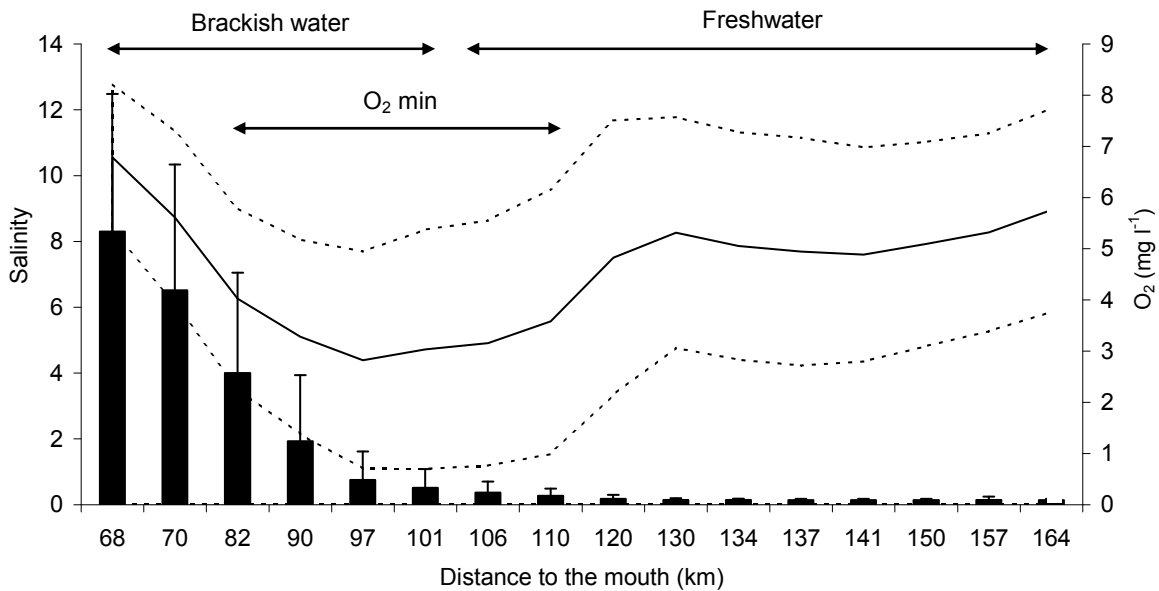 Brackish water
Freshwater
O₂ min
14
12
10
8
6
4
2
0
Salinity
9
8
7
6
5
4
3
2
1
0
O₂ (mg l⁻¹)
68 70 82 90 97 101 106 110 120 130 134 137 141 150 157 164
Distance to the mouth (km)